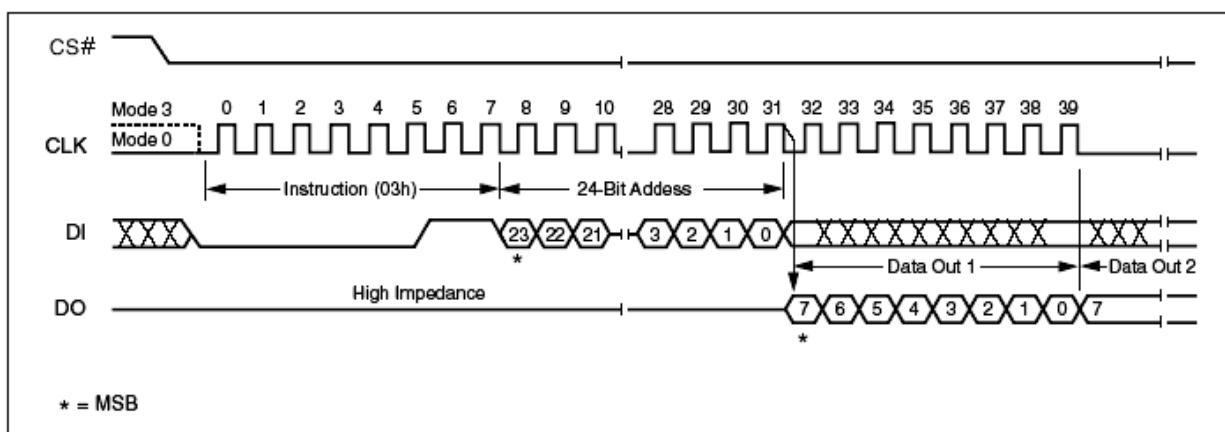 CS#
Mode 3
0 1 2 3 4 5 6 7 8 9 10 28 29 30 31 32 33 34 35 36 37 38 39
Mode 0
CLK
Instruction (03h)
24-Bit Addess
DI
23 22 21 3 2 1 0
*
Data Out 1
Data Out 2
High Impedance
DO
7 6 5 4 3 2 1 0 7
*
* = MSB